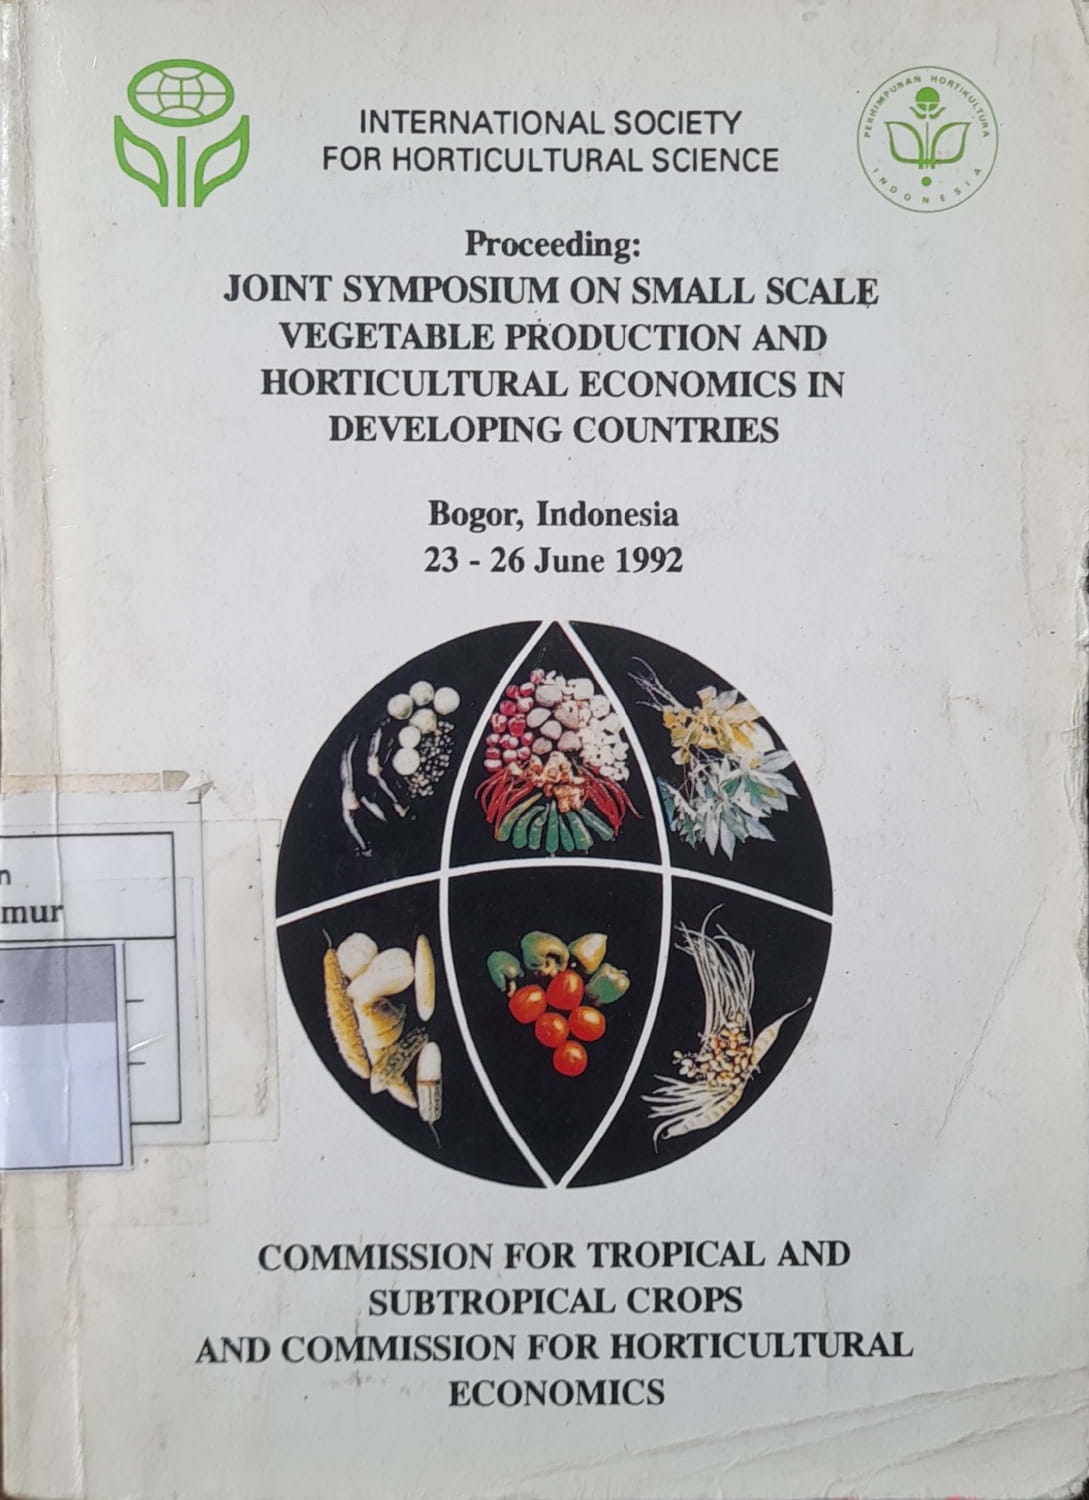 INTERNATIONAL SOCIETY
FOR HORTICULTURAL SCIENCE
PERHIMPUNAN HORTIKULTURA
INDONESIA
Proceeding:
JOINT SYMPOSIUM ON SMALL SCALE
VEGETABLE PRODUCTION AND
HORTICULTURAL ECONOMICS IN
DEVELOPING COUNTRIES
Bogor, Indonesia
23 - 26 June 1992
n
mur
COMMISSION FOR TROPICAL AND
SUBTROPICAL CROPS
AND COMMISSION FOR HORTICULTURAL
ECONOMICS